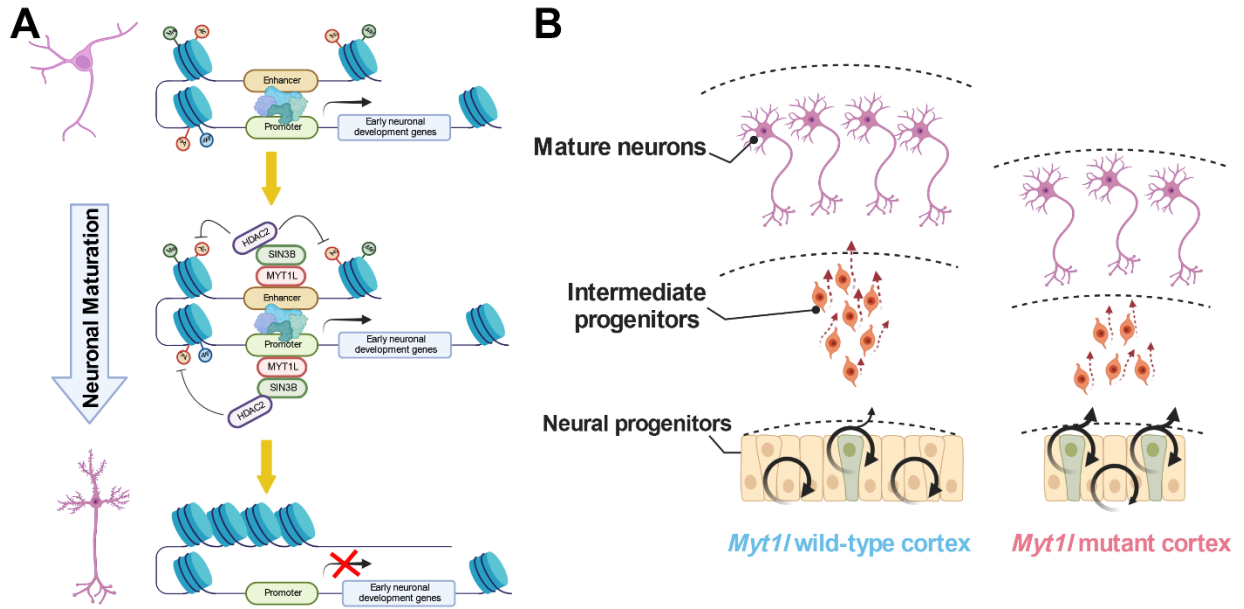 A
Enhancer
Promoter
Early neuronal
development genes
Neuronal Maturation
HDAC2
SIN3B
MYT1L
Enhancer
Promoter
Early neuronal
development genes
MYT1L
SIN3B
HDAC2
Promoter
Early neuronal
development genes
B
Mature neurons
Intermediate
progenitors
Neural progenitors
Myt1l wild-type cortex
Myt1l mutant cortex